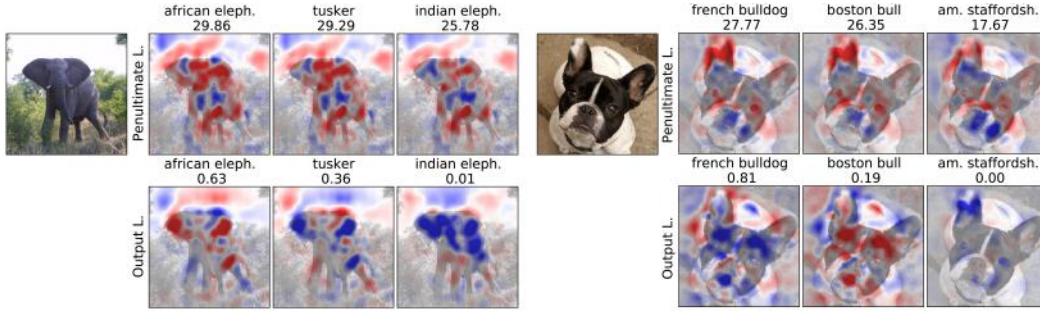 african eleph. tusker indian eleph.
29.86 29.29 25.78
Penultimate L.
african eleph. tusker indian eleph.
0.63 0.36 0.01
Output L.
french bulldog boston bull am. staffordsh.
27.77 26.35 17.67
Penultimate L.
french bulldog boston bull am. staffordsh.
0.81 0.19 0.00
Output L.